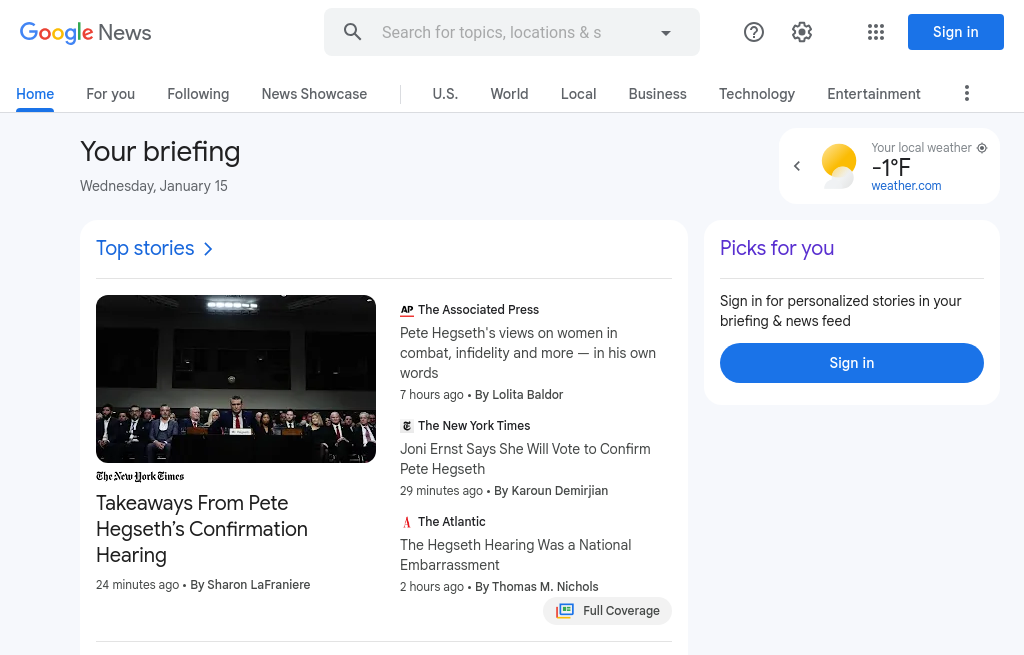 Google News
Search for topics, locations & s
Sign in
Home
For you
Following
News Showcase
U.S.
World
Local
Business
Technology
Entertainment
Your briefing
Wednesday, January 15
Your local weather
-1°F
weather.com
Top stories
Picks for you
Sign in for personalized stories in your
briefing & news feed
Sign in
The New York Times
Takeaways From Pete
Hegseth’s Confirmation
Hearing
24 minutes ago • By Sharon LaFraniere
AP The Associated Press
Pete Hegseth's views on women in
combat, infidelity and more — in his own
words
7 hours ago • By Lolita Baldor
The New York Times
Joni Ernst Says She Will Vote to Confirm
Pete Hegseth
29 minutes ago • By Karoun Demirjian
A The Atlantic
The Hegseth Hearing Was a National
Embarrassment
2 hours ago • By Thomas M. Nichols
Full Coverage